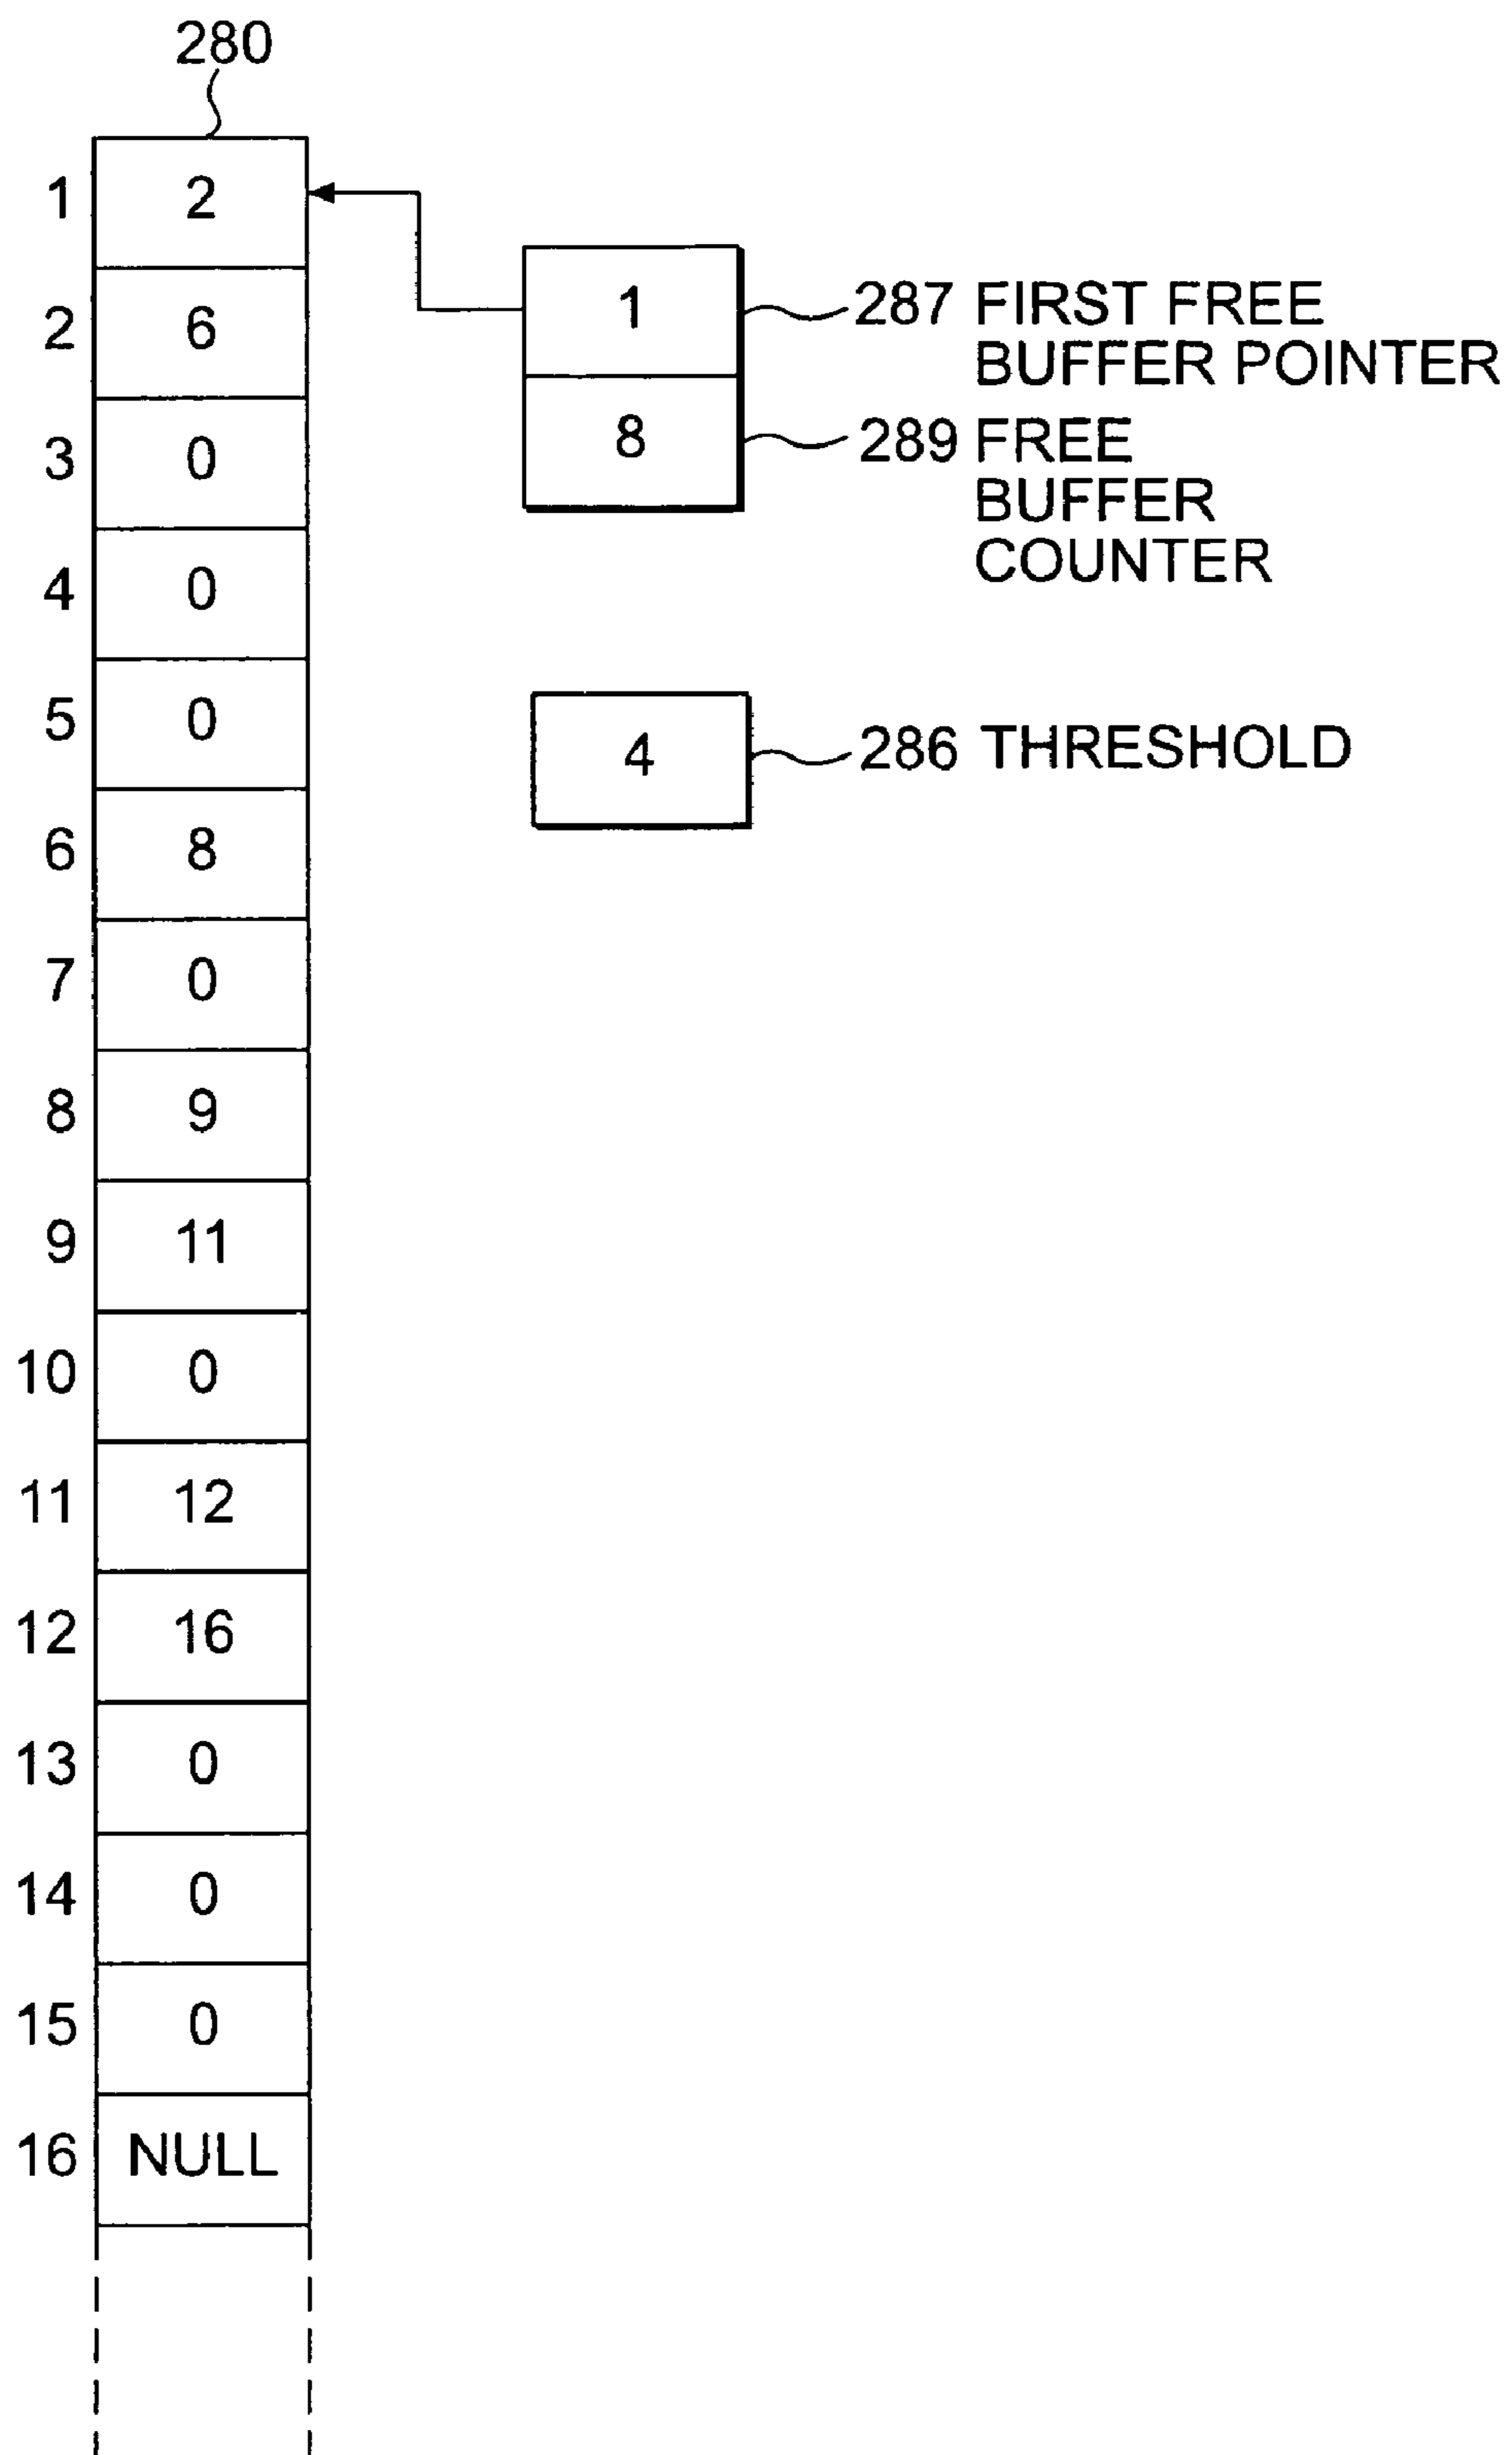 280
1 2
2 6
3 0
4 0
5 0
6 8
7 0
8 9
9 11
10 0
11 12
12 16
13 0
14 0
15 0
16 NULL
1
287 FIRST FREE
BUFFER POINTER
8
289 FREE
BUFFER
COUNTER
4
286 THRESHOLD